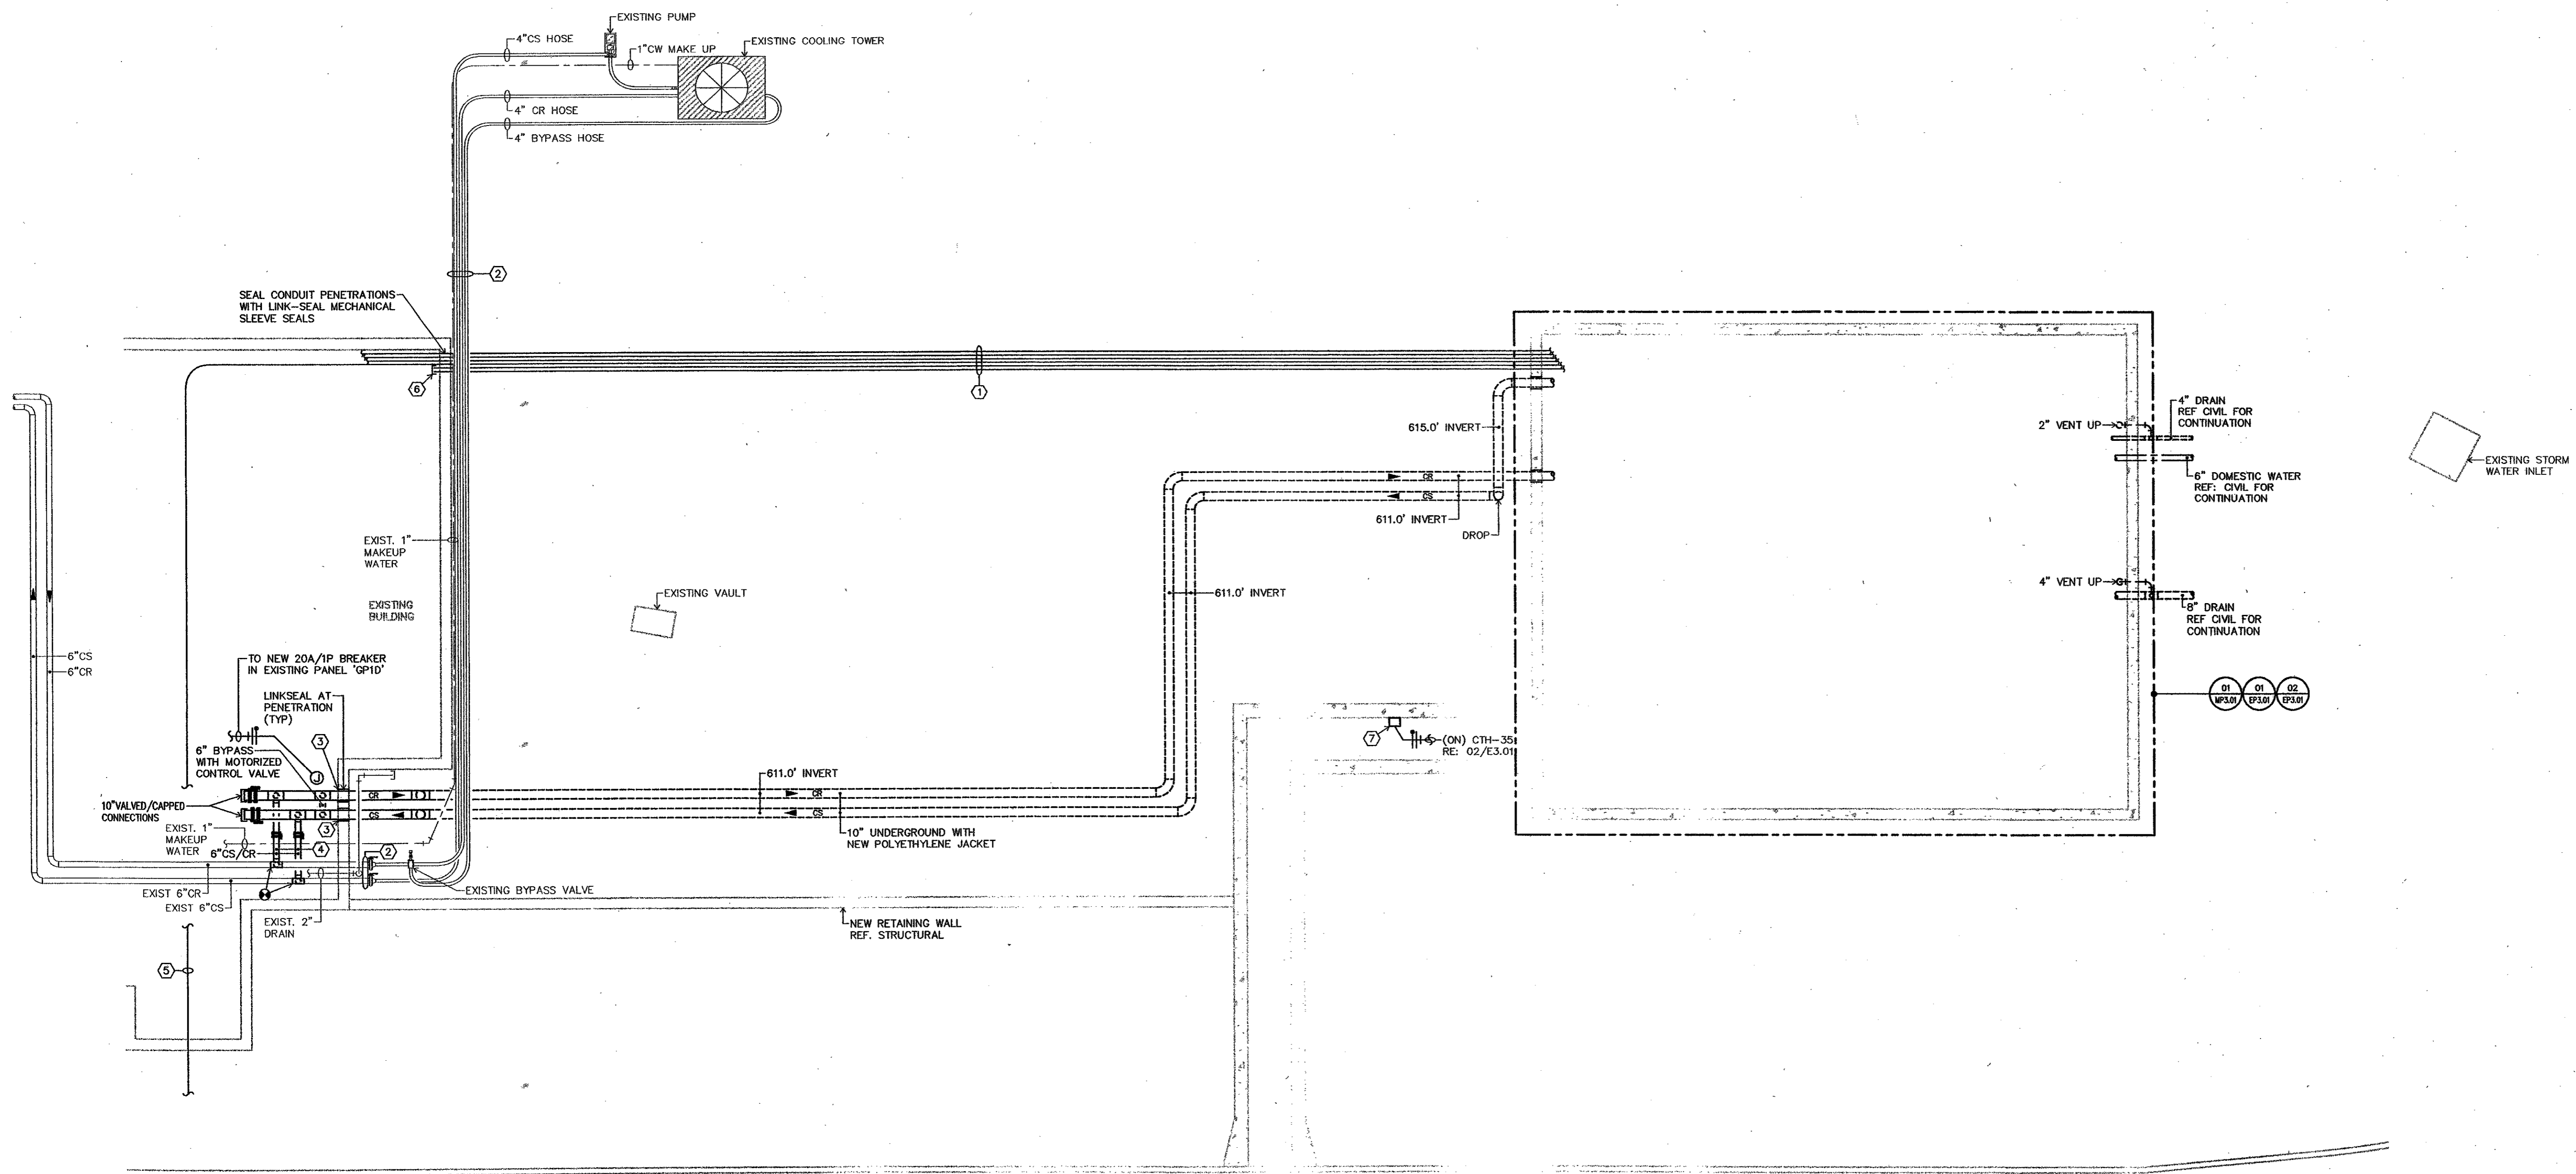 EXISTING PUMP
4"CS HOSE
1"CW MAKE UP
EXISTING COOLING TOWER
4" CR HOSE
4" BYPASS HOSE
2
SEAL CONDUIT PENETRATIONS
WITH LINK-SEAL MECHANICAL
SLEEVE SEALS
6
1
615.0' INVERT
CR
CS
611.0' INVERT
DROP
2" VENT UP
4" DRAIN
REF CIVIL FOR
CONTINUATION
6" DOMESTIC WATER
REF: CIVIL FOR
CONTINUATION
EXISTING STORM
WATER INLET
EXIST. 1"
MAKEUP
WATER
EXISTING
BUILDING
EXISTING VAULT
611.0' INVERT
4" VENT UP
8" DRAIN
REF CIVIL FOR
CONTINUATION
6"CS
6"CR
TO NEW 20A/1P BREAKER
IN EXISTING PANEL 'GP1D'
LINKSEAL AT
PENETRATION
(TYP)
01
MP3.01
01
EP3.01
02
EP3.01
3
6" BYPASS
WITH MOTORIZED
CONTROL VALVE
J
7
(ON) CTH-35
RE: 02/E3.01
611.0' INVERT
CR
CR
CS
CS
10"VALVED/CAPPED
CONNECTIONS
3
10" UNDERGROUND WITH
NEW POLYETHYLENE JACKET
EXIST. 1"
MAKEUP
WATER
6"CS/CR
4
2
EXIST 6"CR
EXIST 6"CS
EXISTING BYPASS VALVE
EXIST. 2"
DRAIN
NEW RETAINING WALL
REF. STRUCTURAL
5